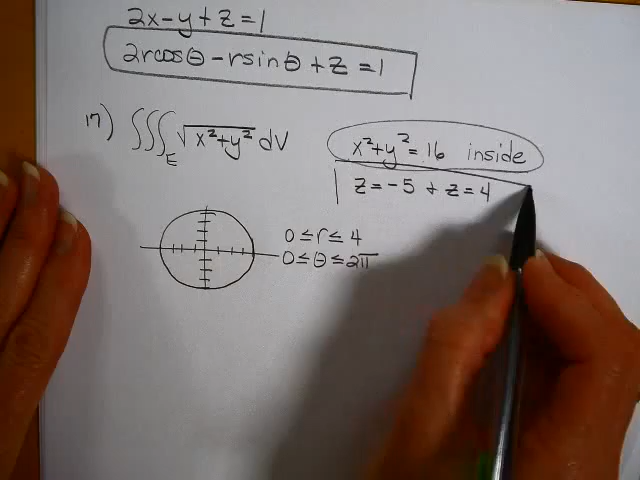 2x - y + z = 1
2rcosθ - rsinθ + z = 1
17) ∭_E √(x² + y²) dV
x² + y² = 16 inside
z = -5 + z = 4
0 ≤ r ≤ 4
0 ≤ θ ≤ 2π